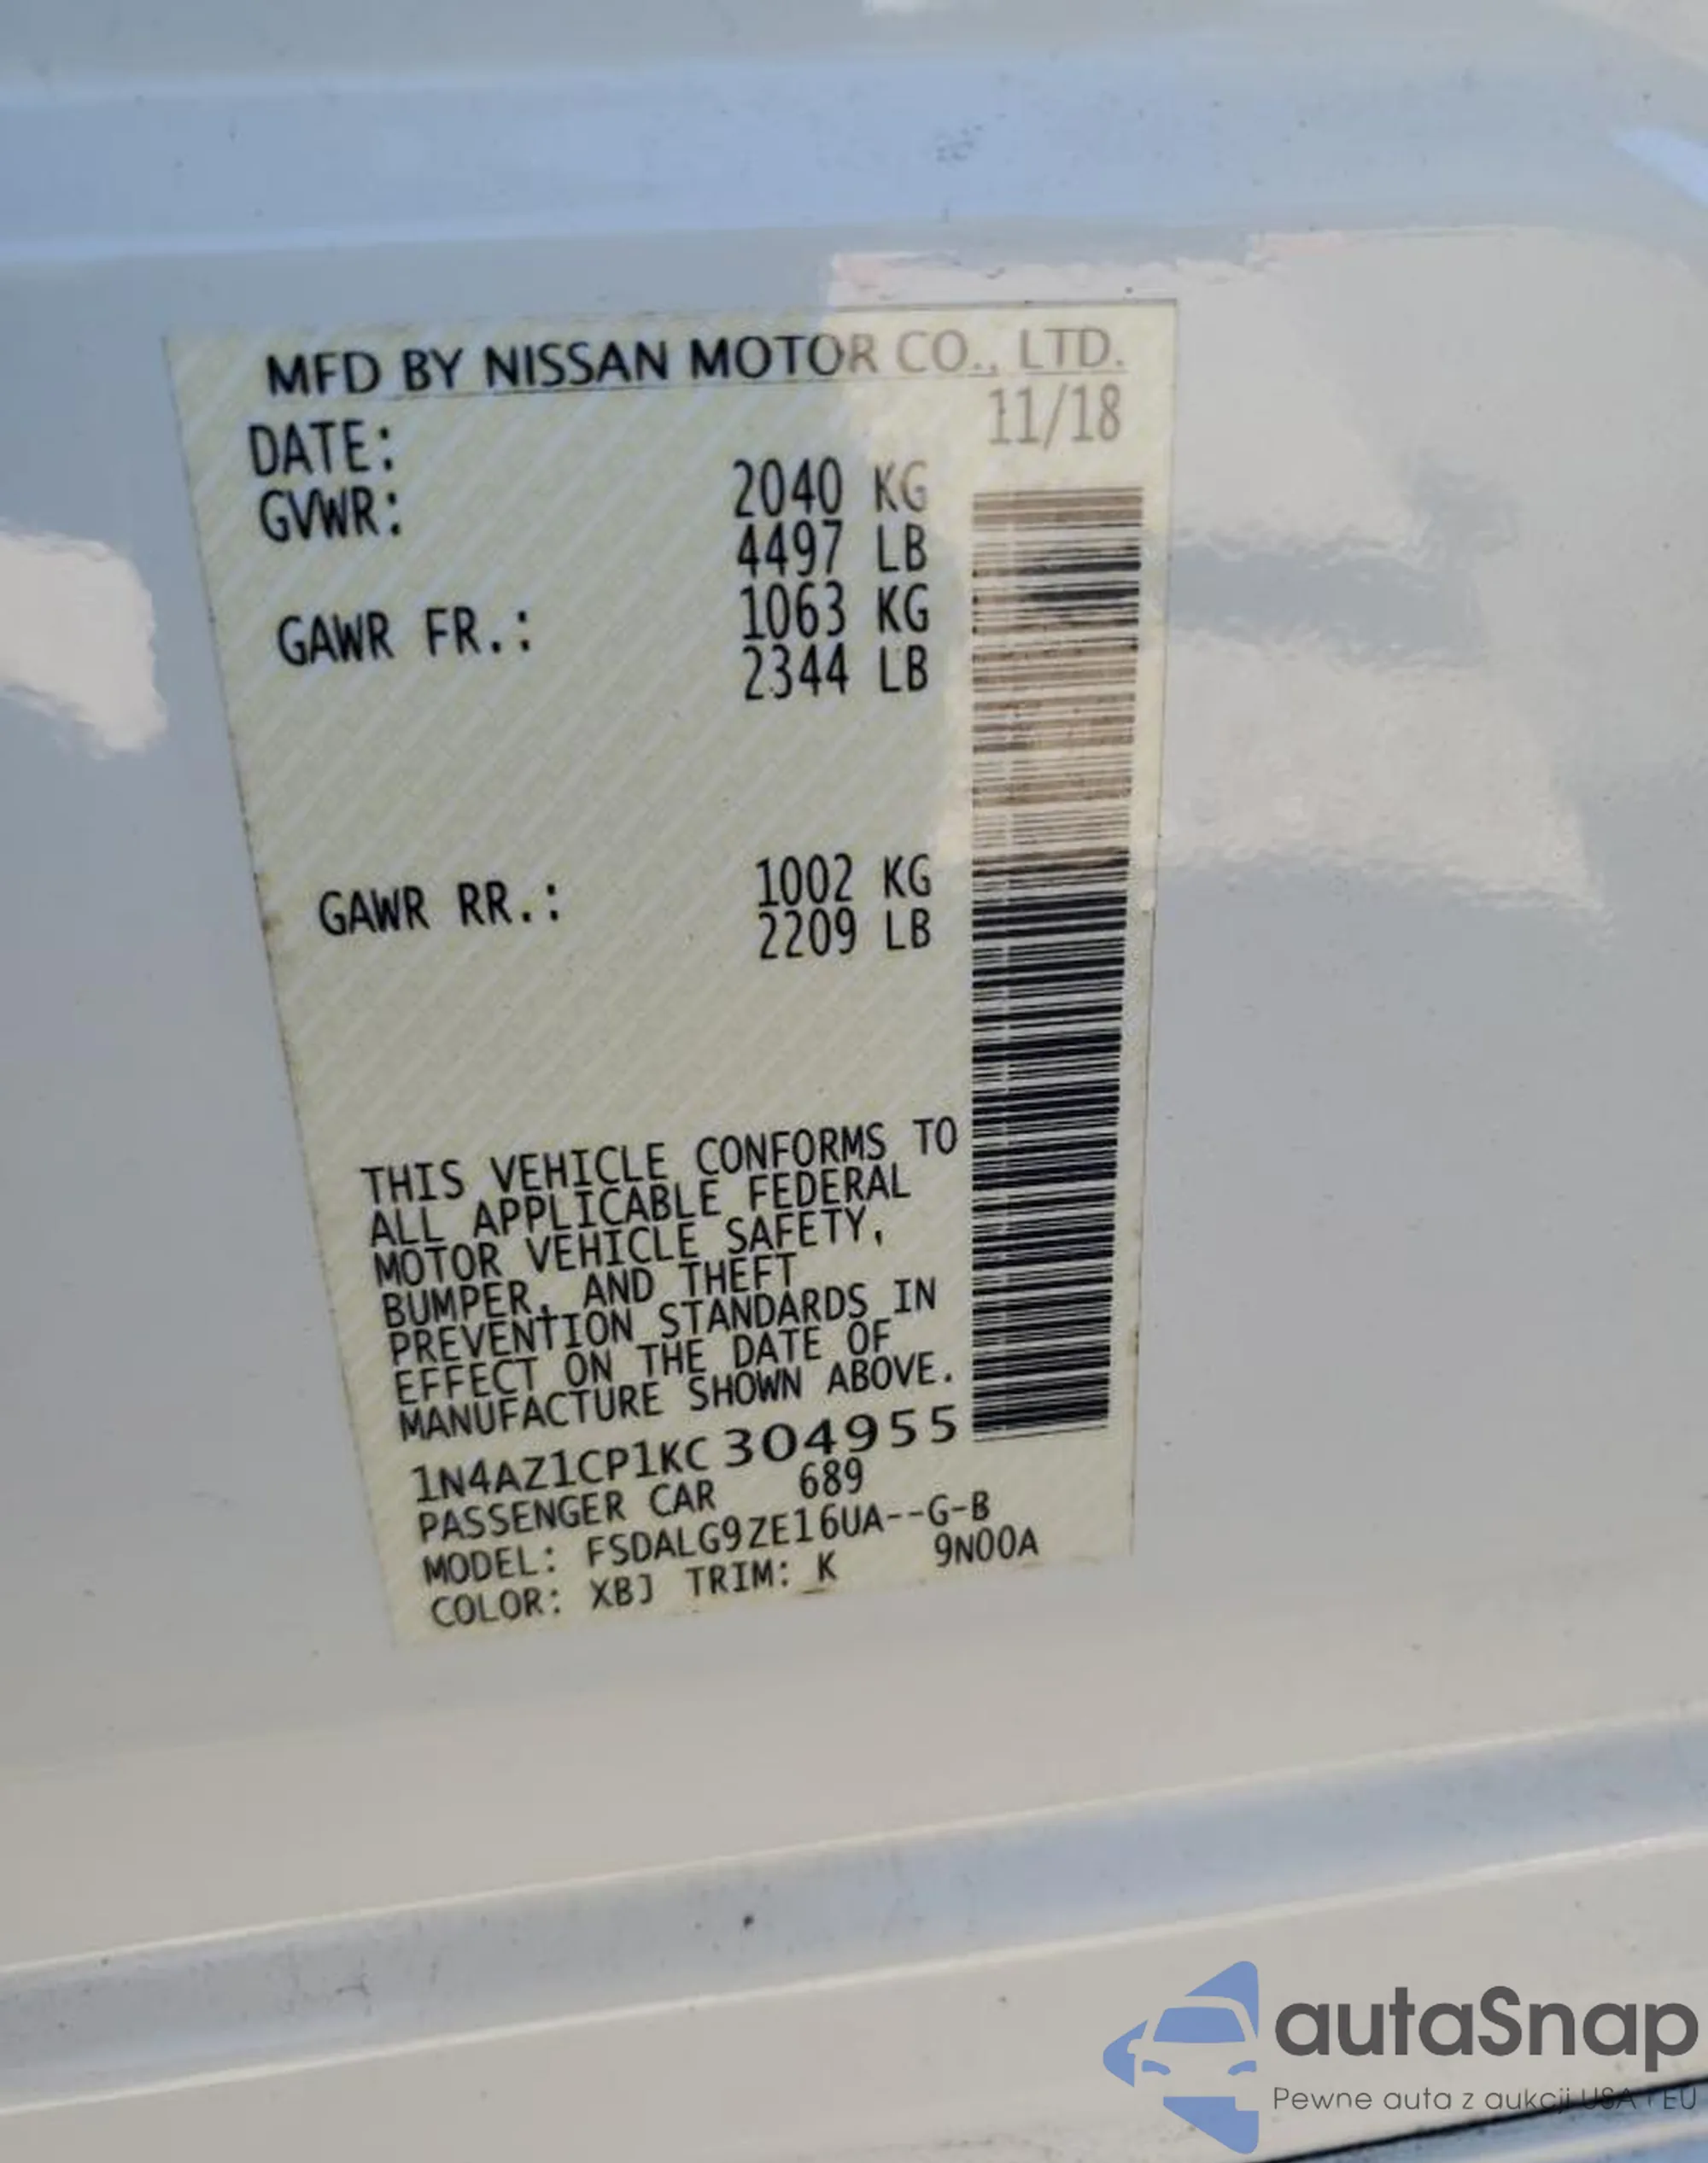 MFD BY NISSAN MOTOR CO., LTD.
DATE: 11/18
GVWR: 2040 KG
4497 LB
GAWR FR.: 1063 KG
2344 LB
GAWR RR.: 1002 KG
2209 LB
THIS VEHICLE CONFORMS TO
ALL APPLICABLE FEDERAL
MOTOR VEHICLE SAFETY,
BUMPER, AND THEFT
PREVENTION STANDARDS IN
EFFECT ON THE DATE OF
MANUFACTURE SHOWN ABOVE.
1N4AZ1CP1KC304955
PASSENGER CAR 689
MODEL: FSDALG9ZE16UA--G-B
COLOR: XBJ TRIM: K 9N00A
autaSnap
Pewne auta z aukcji USA i EU